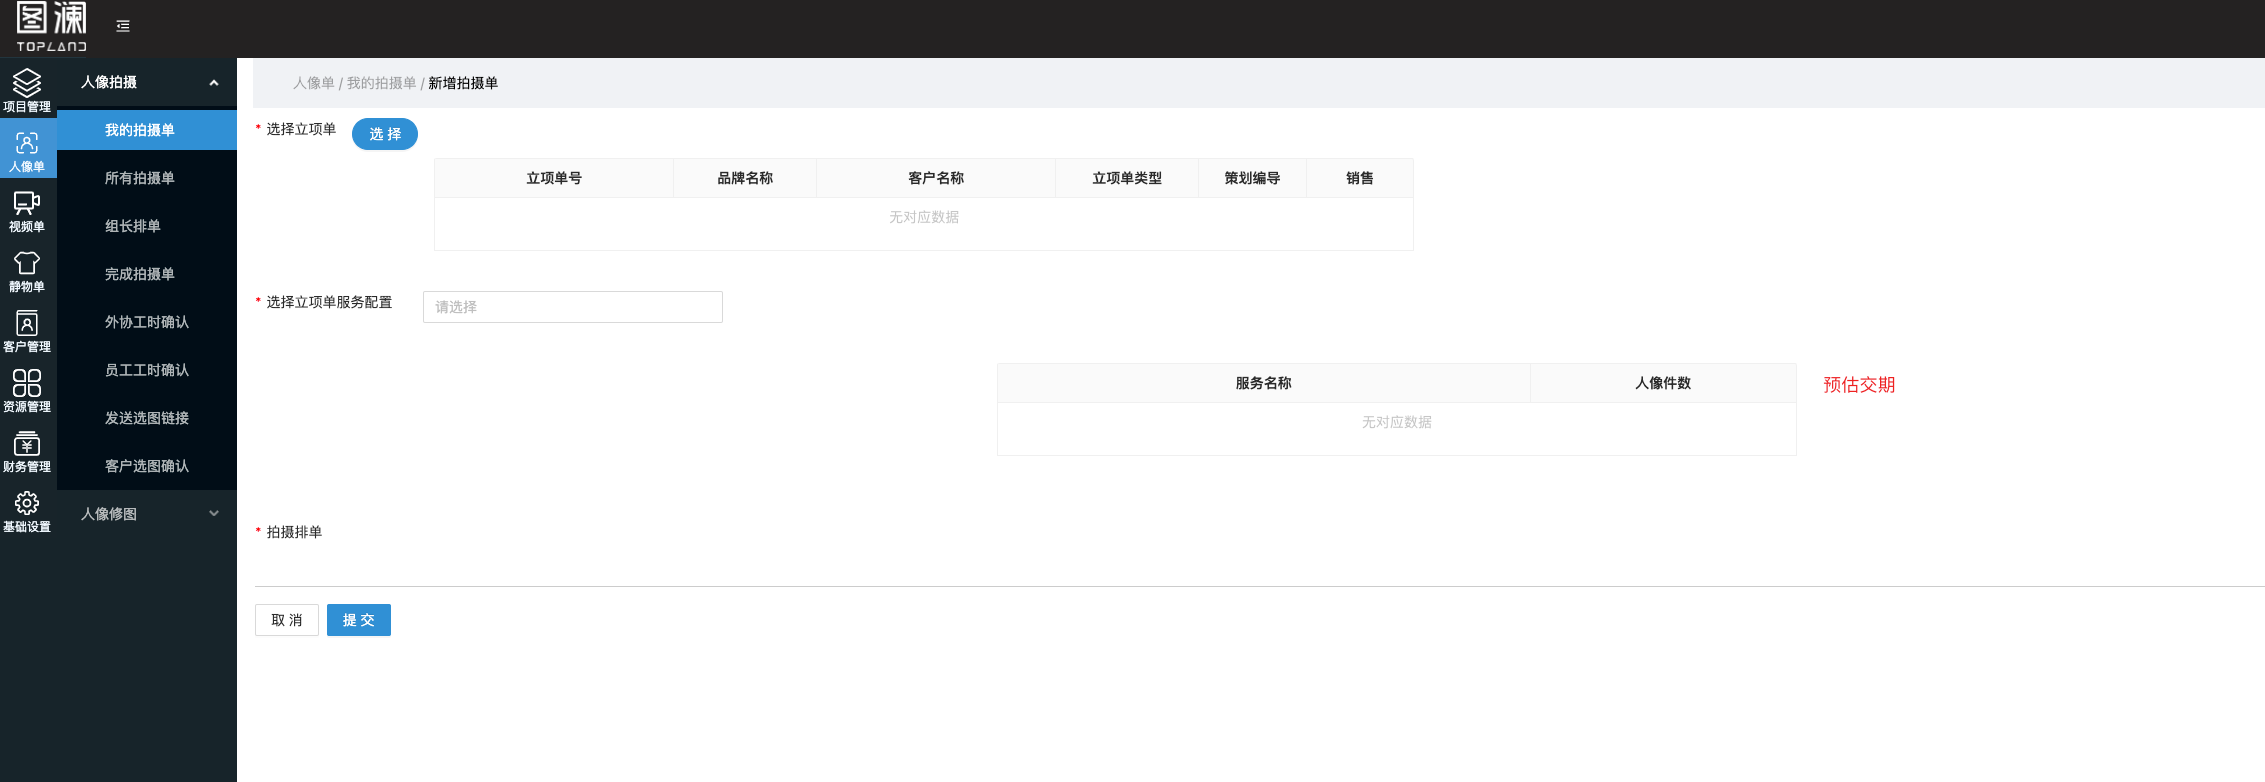 图澜
TOPLAND
项目管理
人像单
视频单
静物单
客户管理
资源管理
财务管理
基础设置
人像拍摄
我的拍摄单
所有拍摄单
组长排单
完成拍摄单
外协工时确认
员工工时确认
发送选图链接
客户选图确认
人像修图
人像单 / 我的拍摄单 / 新增拍摄单
* 选择立项单 选 择
立项单号 品牌名称 客户名称 立项单类型 策划编导 销售
无对应数据
* 选择立项单服务配置 请选择
服务名称 人像件数 预估交期
无对应数据
* 拍摄排单
取 消 提 交